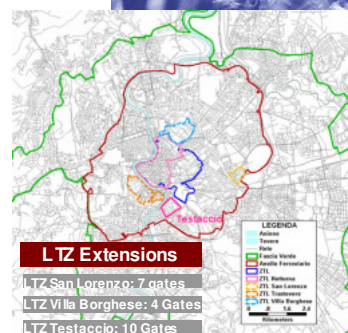 Testaccio
LEGENDA
Aniene
Tevere
Rete
Fascia Verde
Anello Ferroviario
ZTL
ZTL Notturna
ZTL San Lorenzo
ZTL Trastevere
ZTL Villa Borghese
Kilometers
LTZ Extensions
LTZ San Lorenzo: 7 gates
LTZ Villa Borghese: 4 Gates
LTZ Testaccio: 10 Gates